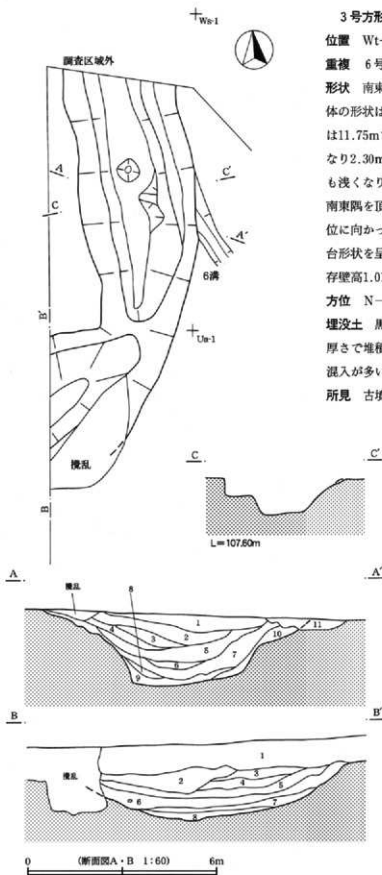 Ws-1
調査区域外
A
C
C'
A'
6溝
B'
Us-1
攪乱
B
3号方形
位置 Wt-
重複 6号
形状 南東
体の形状は
は11.75mで
なり2.30m
も浅くなり
南東隅を頂
位に向かっ
台形状を呈
存壁高1.0
方位 N-
埋没土 黒
厚さで堆積
混入が多い
所見 古墳
C
C'
L=107.60m
A
A'
攪乱
8
1
4
3
2
5
10
11
6
7
9
B
B'
1
攪乱
2
3
4
5
6
7
8
0 (断面図A・B 1:60) 6m